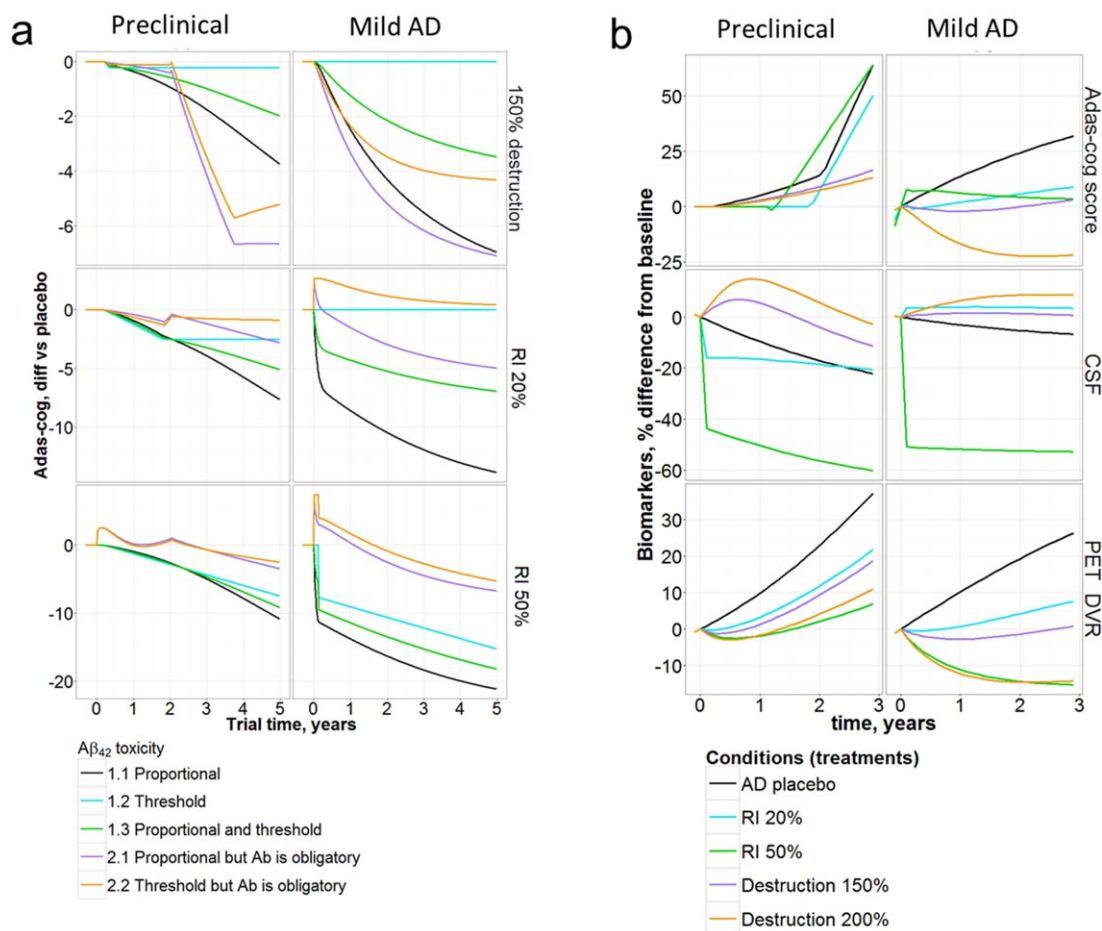 a
Preclinical
Mild AD
0
-2
-4
-6
150% destruction
Adas-cog, diff vs placebo
0
-5
-10
RI 20%
0
-10
-20
RI 50%
0 1 2 3 4 5
0 1 2 3 4 5
Trial time, years
Aβ42 toxicity
1.1 Proportional
1.2 Threshold
1.3 Proportional and threshold
2.1 Proportional but Ab is obligatory
2.2 Threshold but Ab is obligatory
b
Preclinical
Mild AD
50
25
0
-25
Adas-cog score
Biomarkers, % difference from baseline
0
-20
-40
-60
CSF
30
20
10
0
-10
PET DVR
0 1 2 3
0 1 2 3
time, years
Conditions (treatments)
AD placebo
RI 20%
RI 50%
Destruction 150%
Destruction 200%